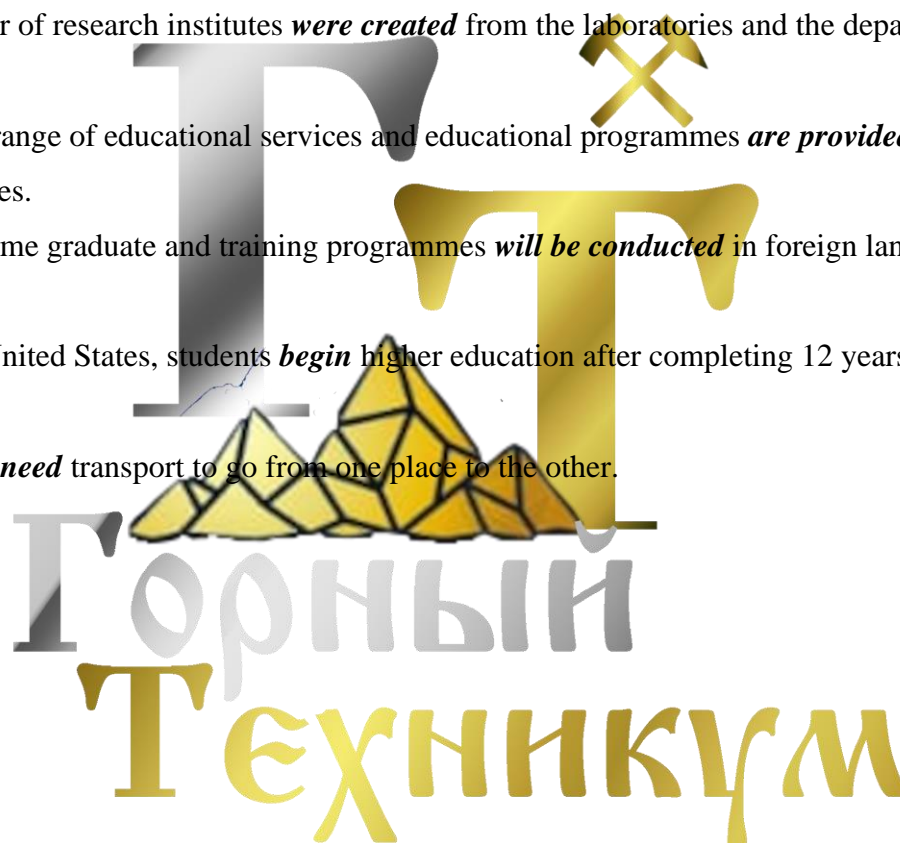 r of research institutes were created from the laboratories and the depa
range of educational services and educational programmes are provided
es.
me graduate and training programmes will be conducted in foreign lan
nited States, students begin higher education after completing 12 years
need transport to go from one place to the other.
ГТ
Горный
Техникум